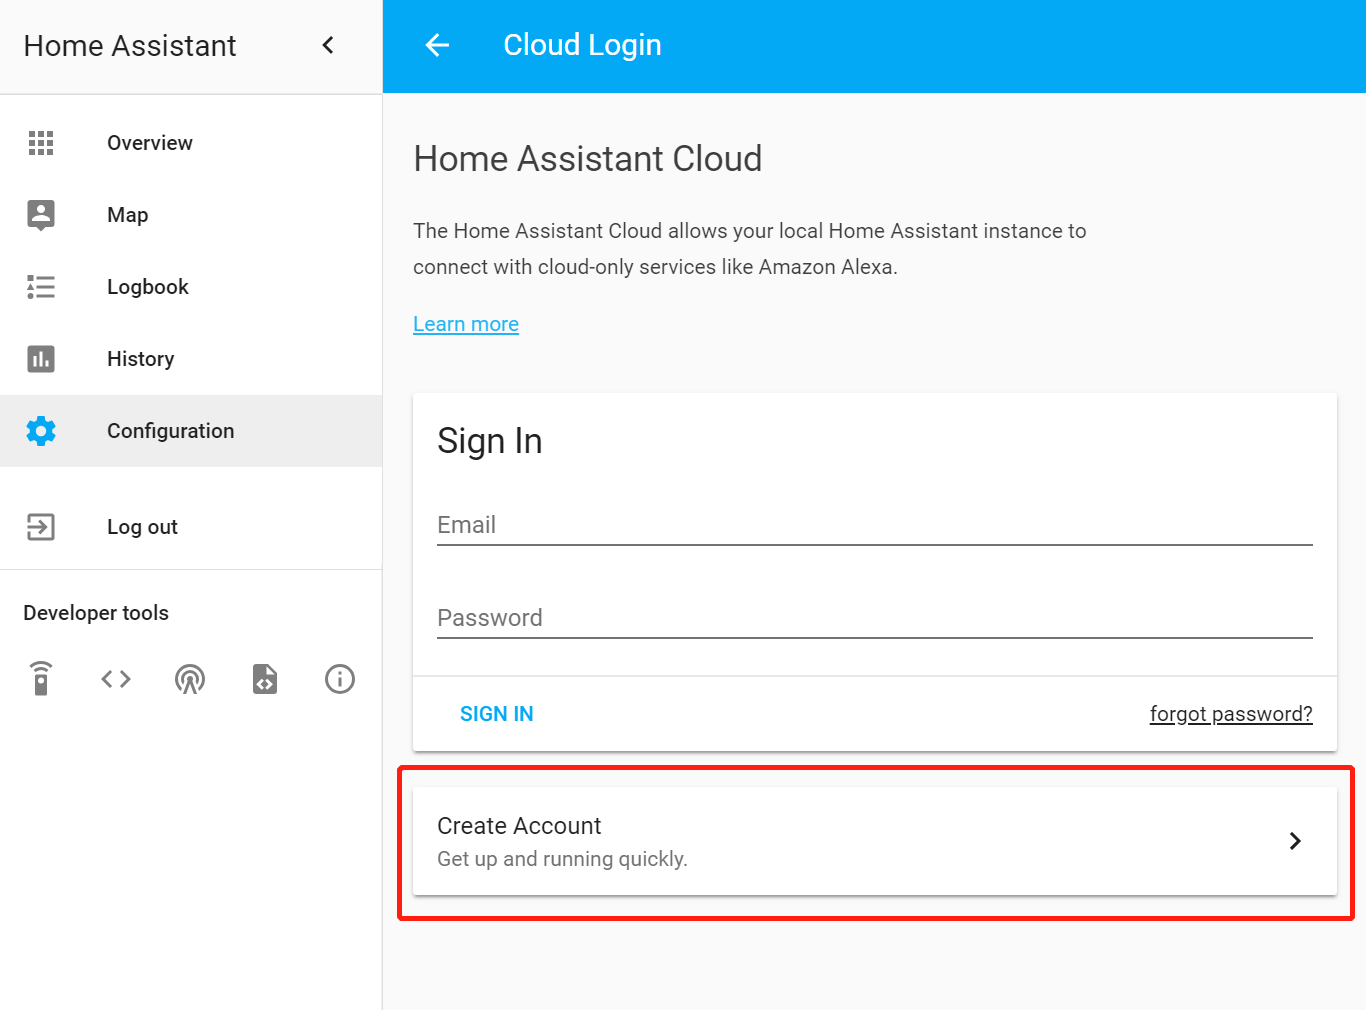 Home Assistant
Cloud Login
Overview
Map
Logbook
History
Configuration
Log out
Developer tools
Home Assistant Cloud
The Home Assistant Cloud allows your local Home Assistant instance to
connect with cloud-only services like Amazon Alexa.
Learn more
Sign In
Email
Password
SIGN IN
forgot password?
Create Account
Get up and running quickly.